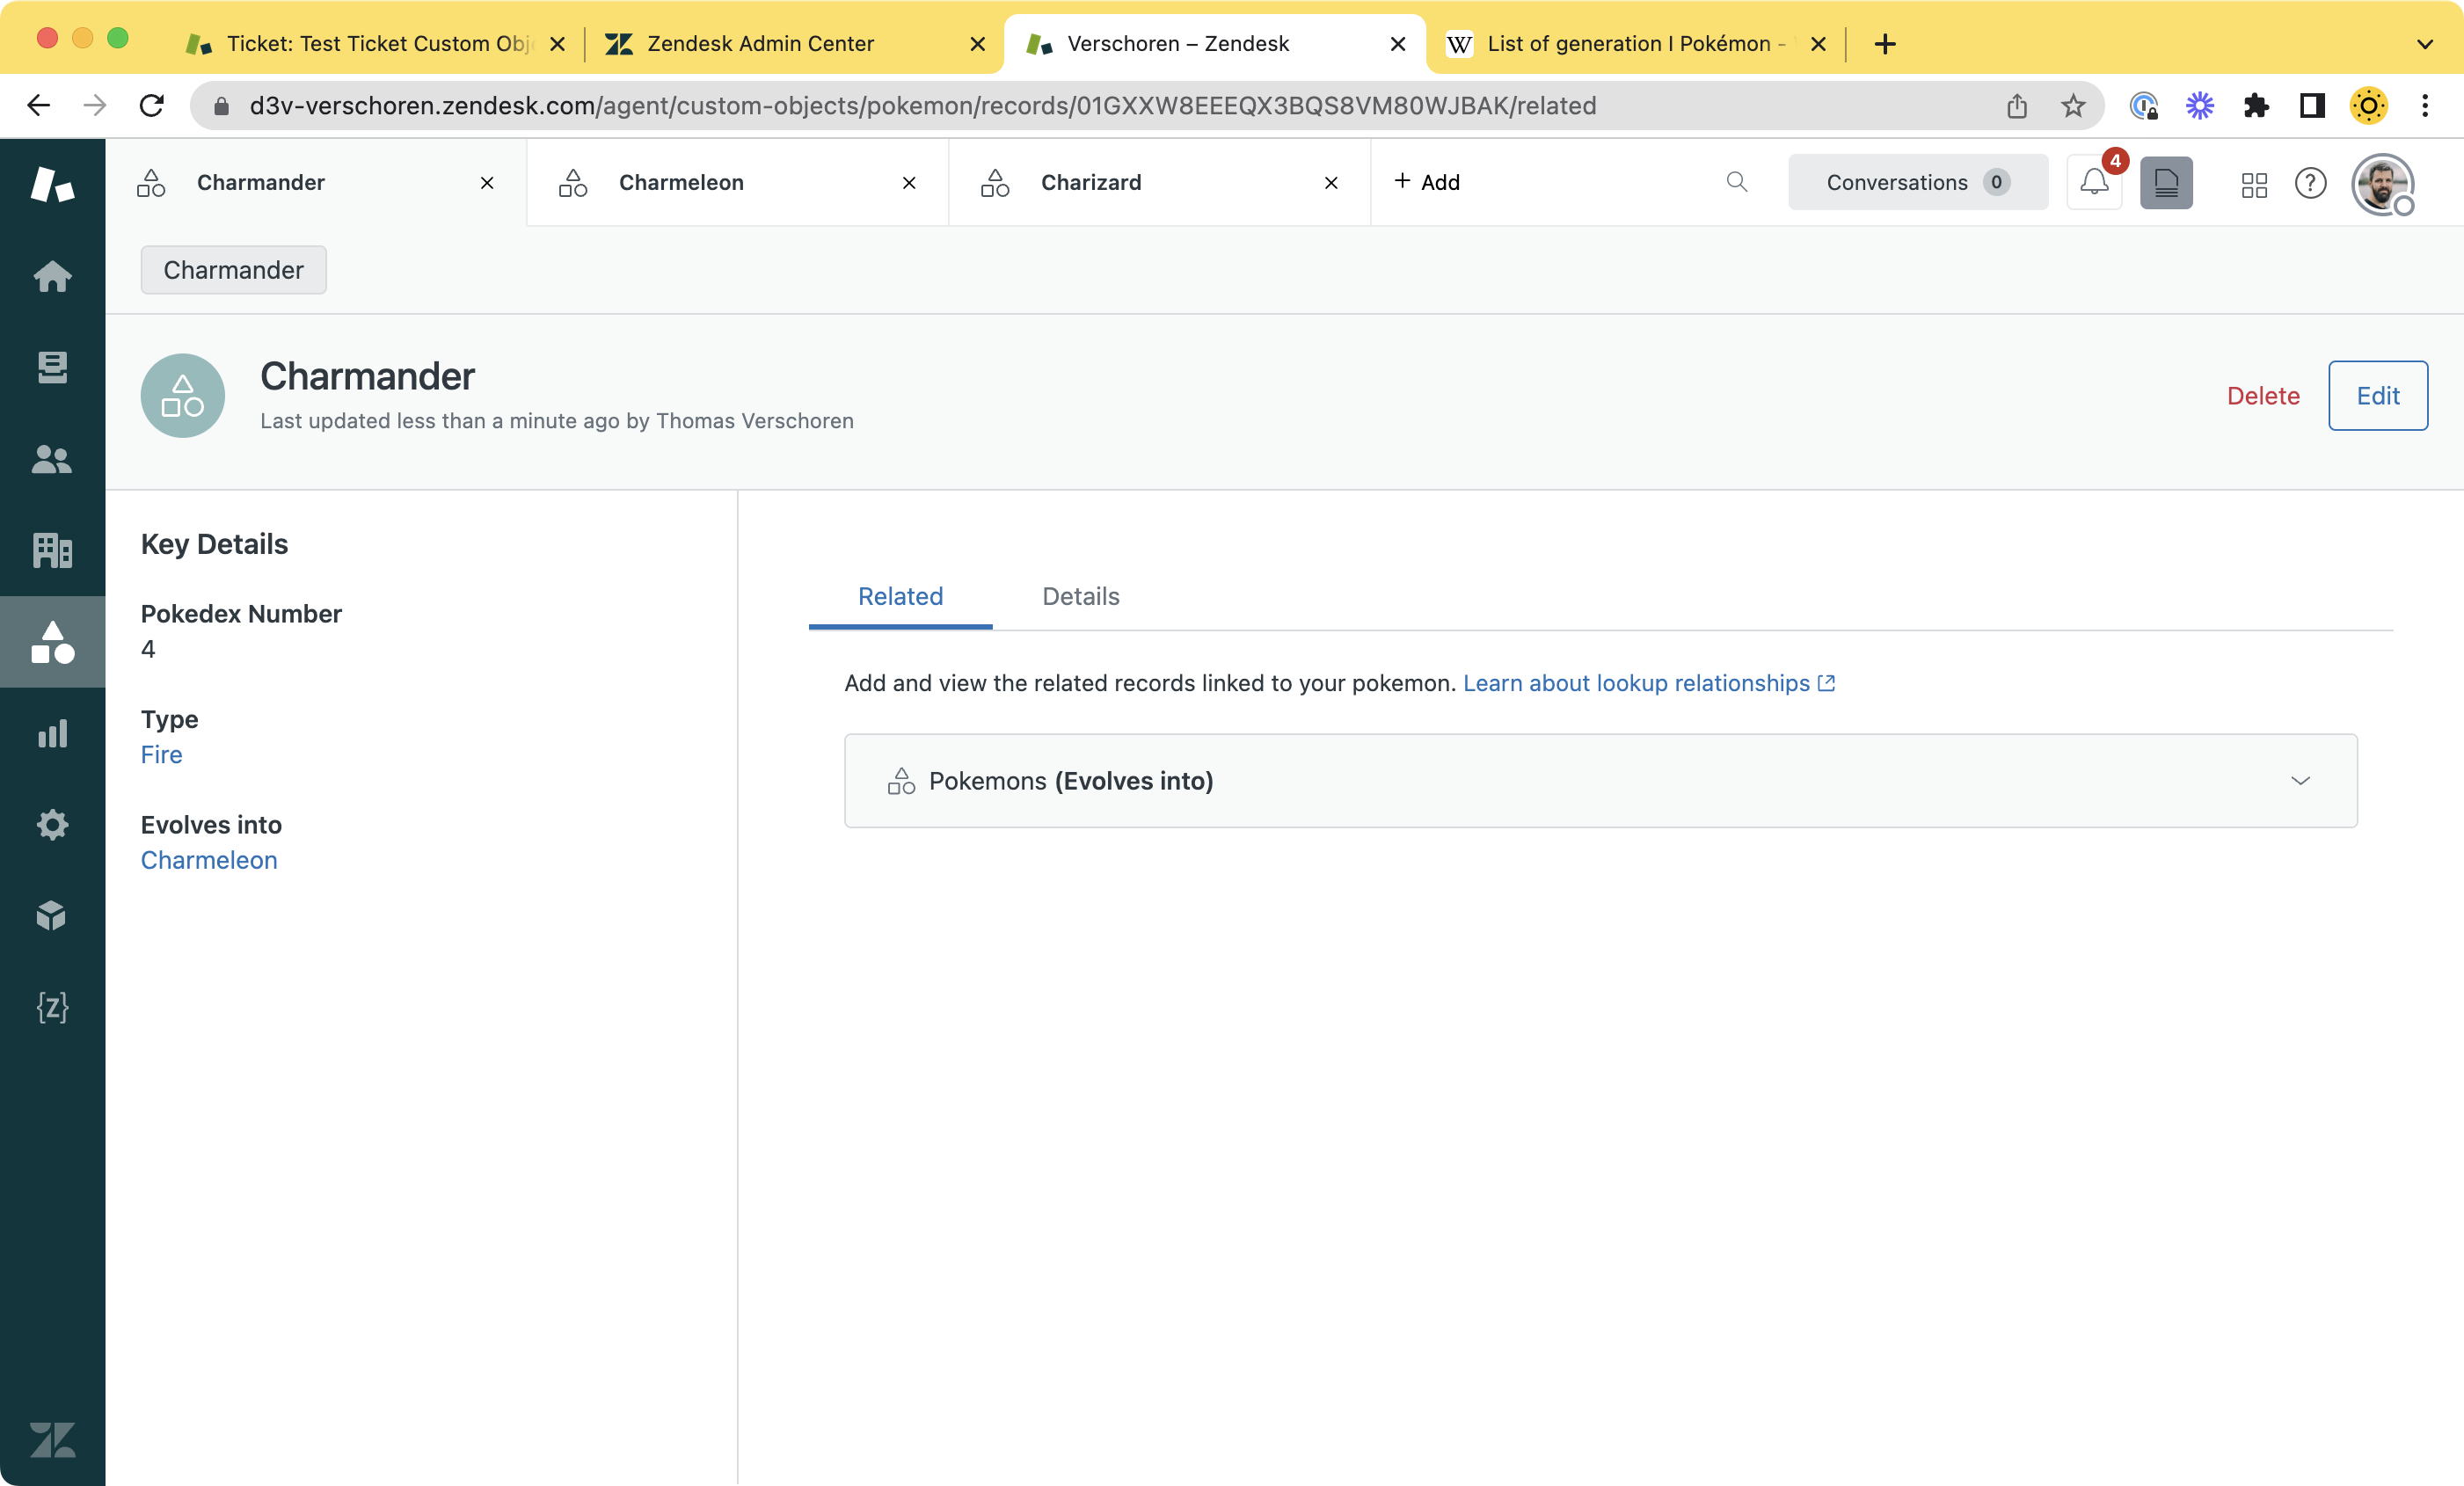 Ticket: Test Ticket Custom Obj
Zendesk Admin Center
Verschoren – Zendesk
W List of generation I Pokémon -
d3v-verschoren.zendesk.com/agent/custom-objects/pokemon/records/01GXXW8EEEQX3BQS8VM80WJBAK/related
Charmander
Charmeleon
Charizard
+ Add
Conversations 0
4
Charmander
Charmander
Last updated less than a minute ago by Thomas Verschoren
Delete
Edit
Key Details
Pokedex Number
4
Type
Fire
Evolves into
Charmeleon
Related
Details
Add and view the related records linked to your pokemon. Learn about lookup relationships
Pokemons (Evolves into)
{Z}